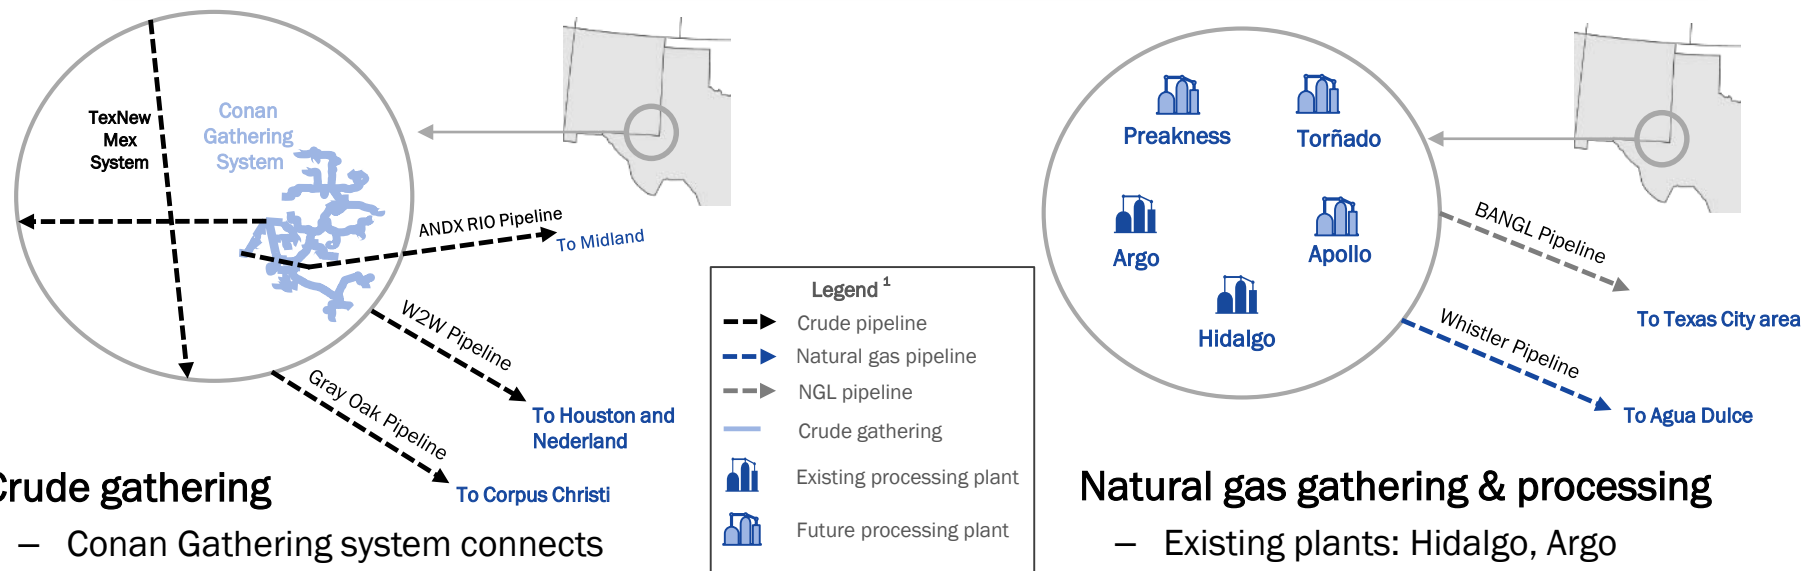 TexNew
Mex
System
Conan
Gathering
System
ANDX RIO Pipeline
To Midland
W2W Pipeline
To Houston and
Nederland
Gray Oak Pipeline
To Corpus Christi
Crude gathering
– Conan Gathering system connects
Legend 1
Crude pipeline
Natural gas pipeline
NGL pipeline
Crude gathering
Existing processing plant
Future processing plant
Preakness
Torñado
Argo
Apollo
Hidalgo
BANGL Pipeline
To Texas City area
Whistler Pipeline
To Agua Dulce
Natural gas gathering & processing
– Existing plants: Hidalgo, Argo